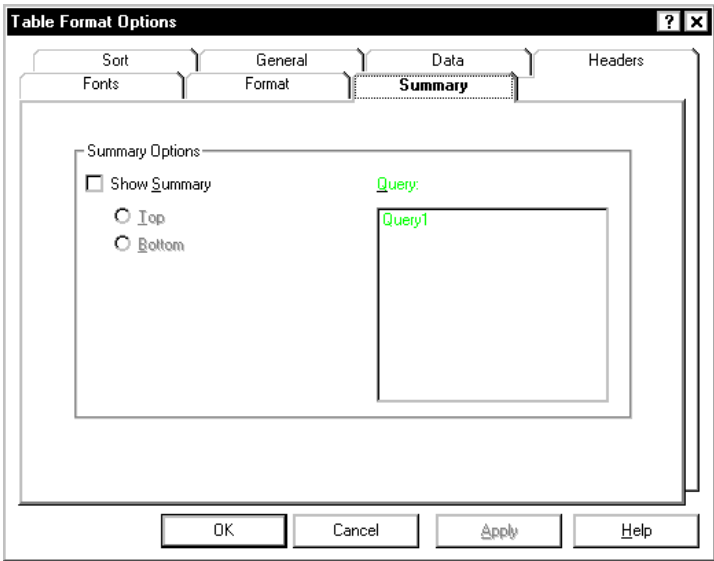 Table Format Options
Sort General Data Headers
Fonts Format Summary
Summary Options
Show Summary Query:
Top Query1
Bottom
OK Cancel Apply Help